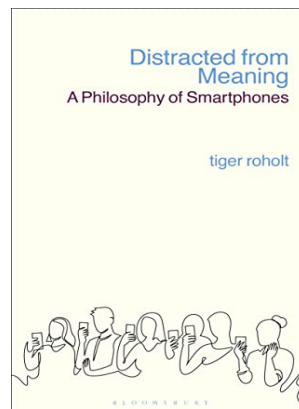 Distracted from
Meaning
A Philosophy of Smartphones
tiger roholt
BLOOMSBURY